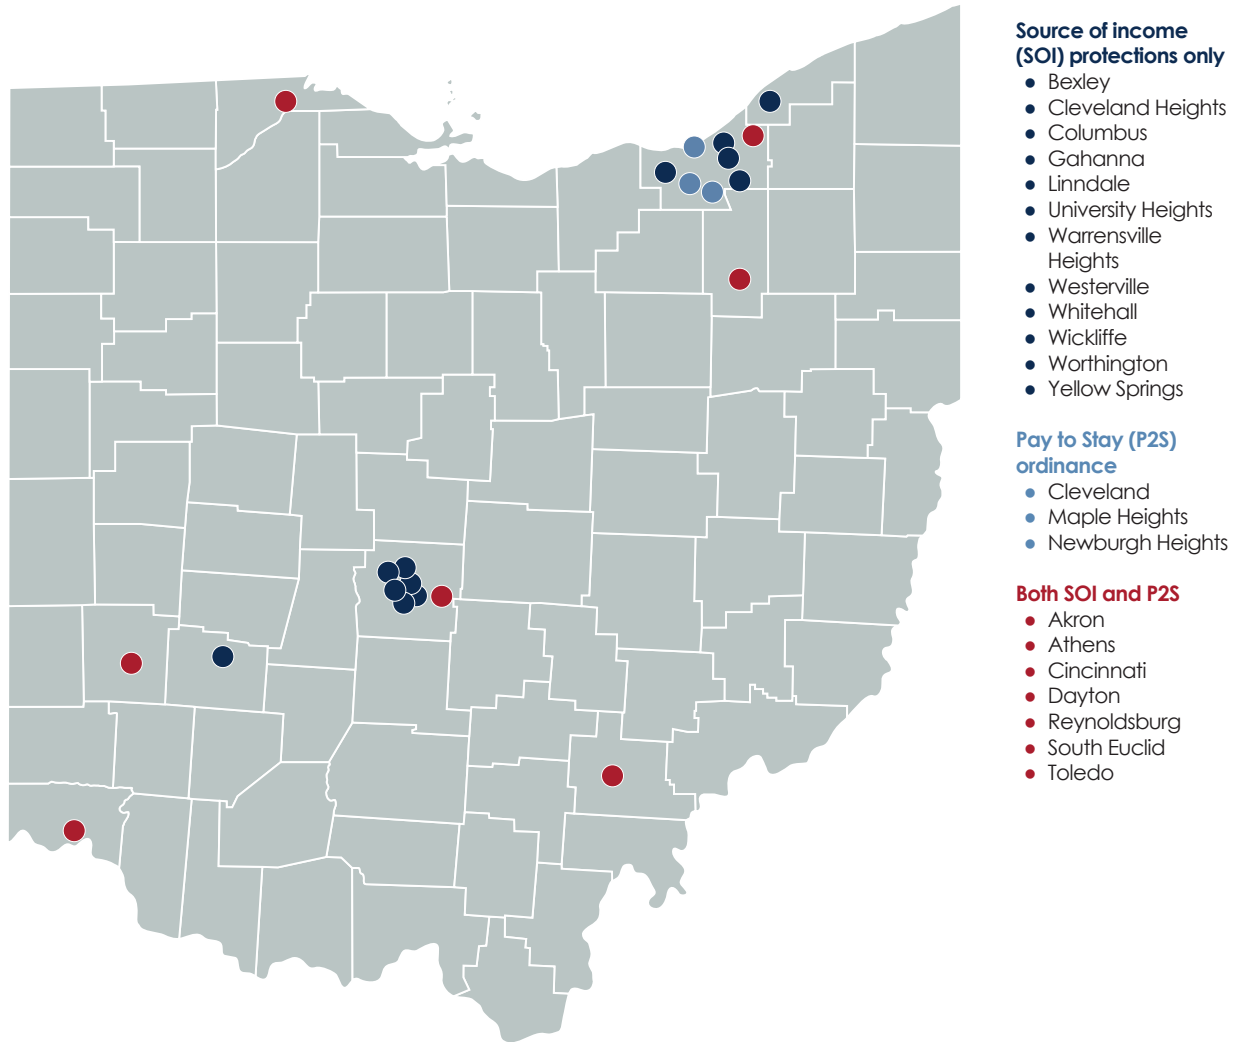 Source of income
(SOI) protections only
Bexley
Cleveland Heights
Columbus
Gahanna
Linndale
University Heights
Warrensville
Heights
Westerville
Whitehall
Wickliffe
Worthington
Yellow Springs
Pay to Stay (P2S)
ordinance
Cleveland
Maple Heights
Newburgh Heights
Both SOI and P2S
Akron
Athens
Cincinnati
Dayton
Reynoldsburg
South Euclid
Toledo